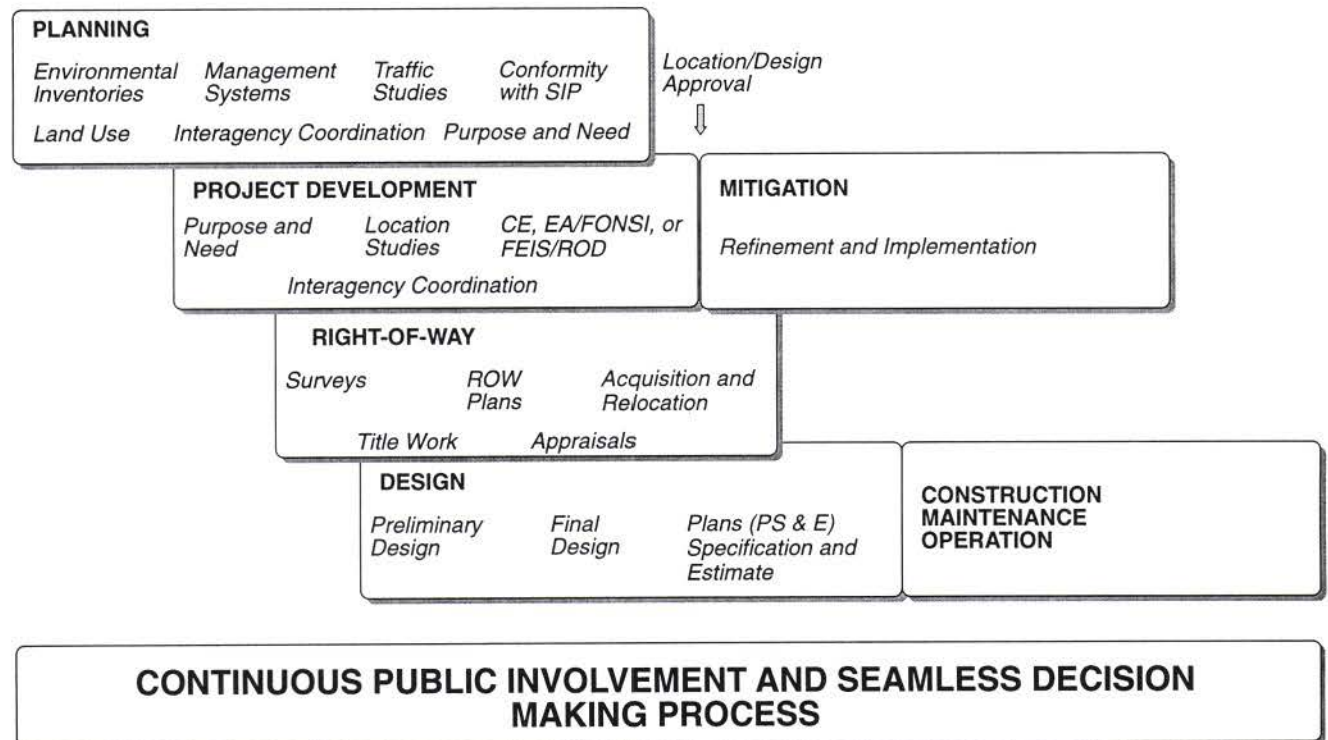 PLANNING
Environmental Inventories
Management Systems
Traffic Studies
Conformity with SIP
Land Use
Interagency Coordination
Purpose and Need
Location/Design
Approval
PROJECT DEVELOPMENT
Purpose and Need
Location Studies
CE, EA/FONSI, or FEIS/ROD
Interagency Coordination
MITIGATION
Refinement and Implementation
RIGHT-OF-WAY
Surveys
ROW Plans
Acquisition and Relocation
Title Work
Appraisals
DESIGN
Preliminary Design
Final Design
Plans (PS & E)
Specification and
Estimate
CONSTRUCTION
MAINTENANCE
OPERATION
CONTINUOUS PUBLIC INVOLVEMENT AND SEAMLESS DECISION
MAKING PROCESS